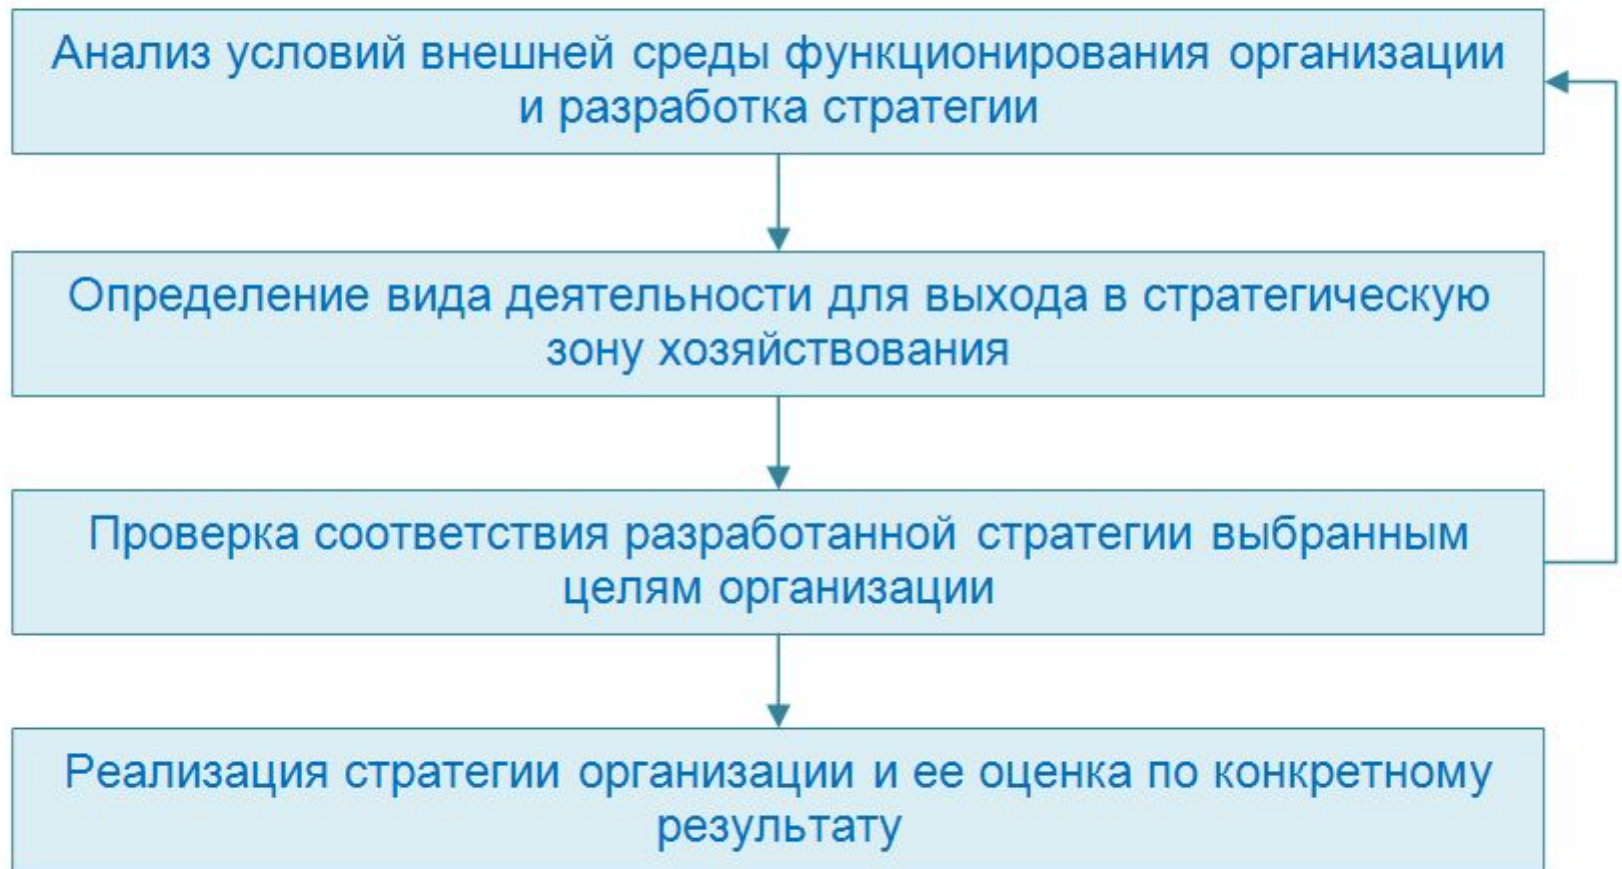 Анализ условий внешней среды функционирования организации
и разработка стратегии
Определение вида деятельности для выхода в стратегическую
зону хозяйствования
Проверка соответствия разработанной стратегии выбранным
целям организации
Реализация стратегии организации и ее оценка по конкретному
результату